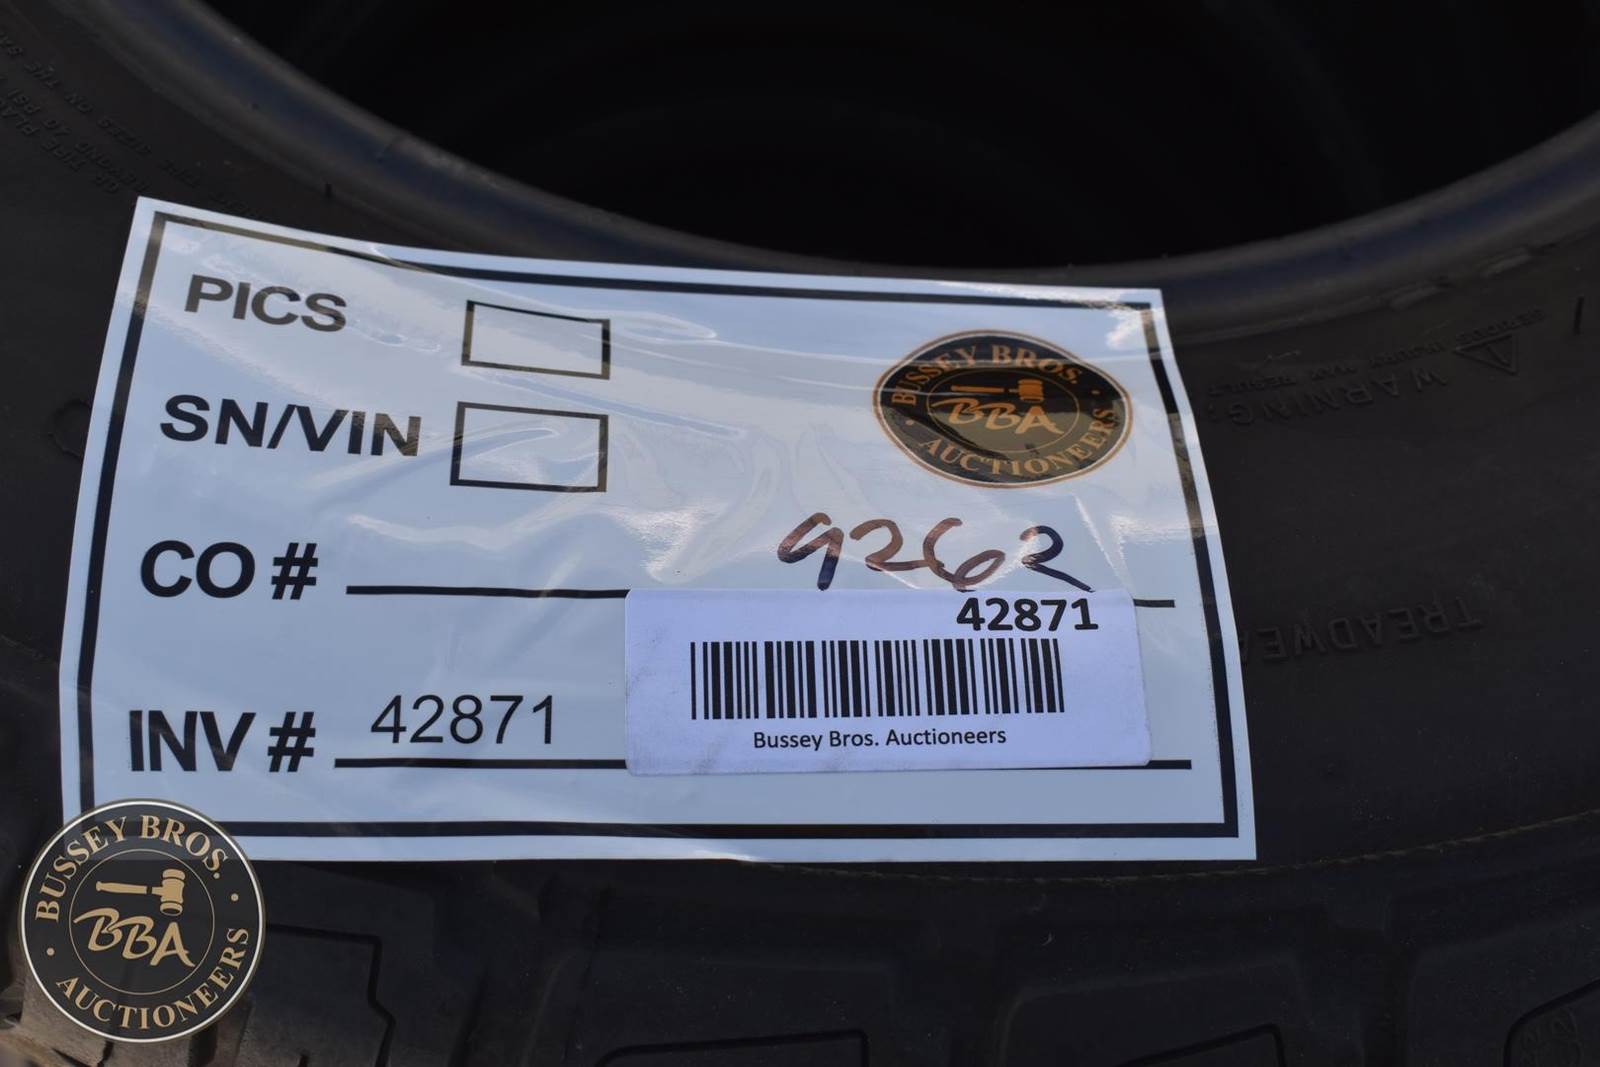 PICS
SN/VIN
BUSSEY BROS.
BBA
AUCTIONEERS
CO # 9262
42871
INV # 42871
Bussey Bros. Auctioneers
WARNING:
TREADWEA
BUSSEY BROS.
BBA
AUCTIONEERS